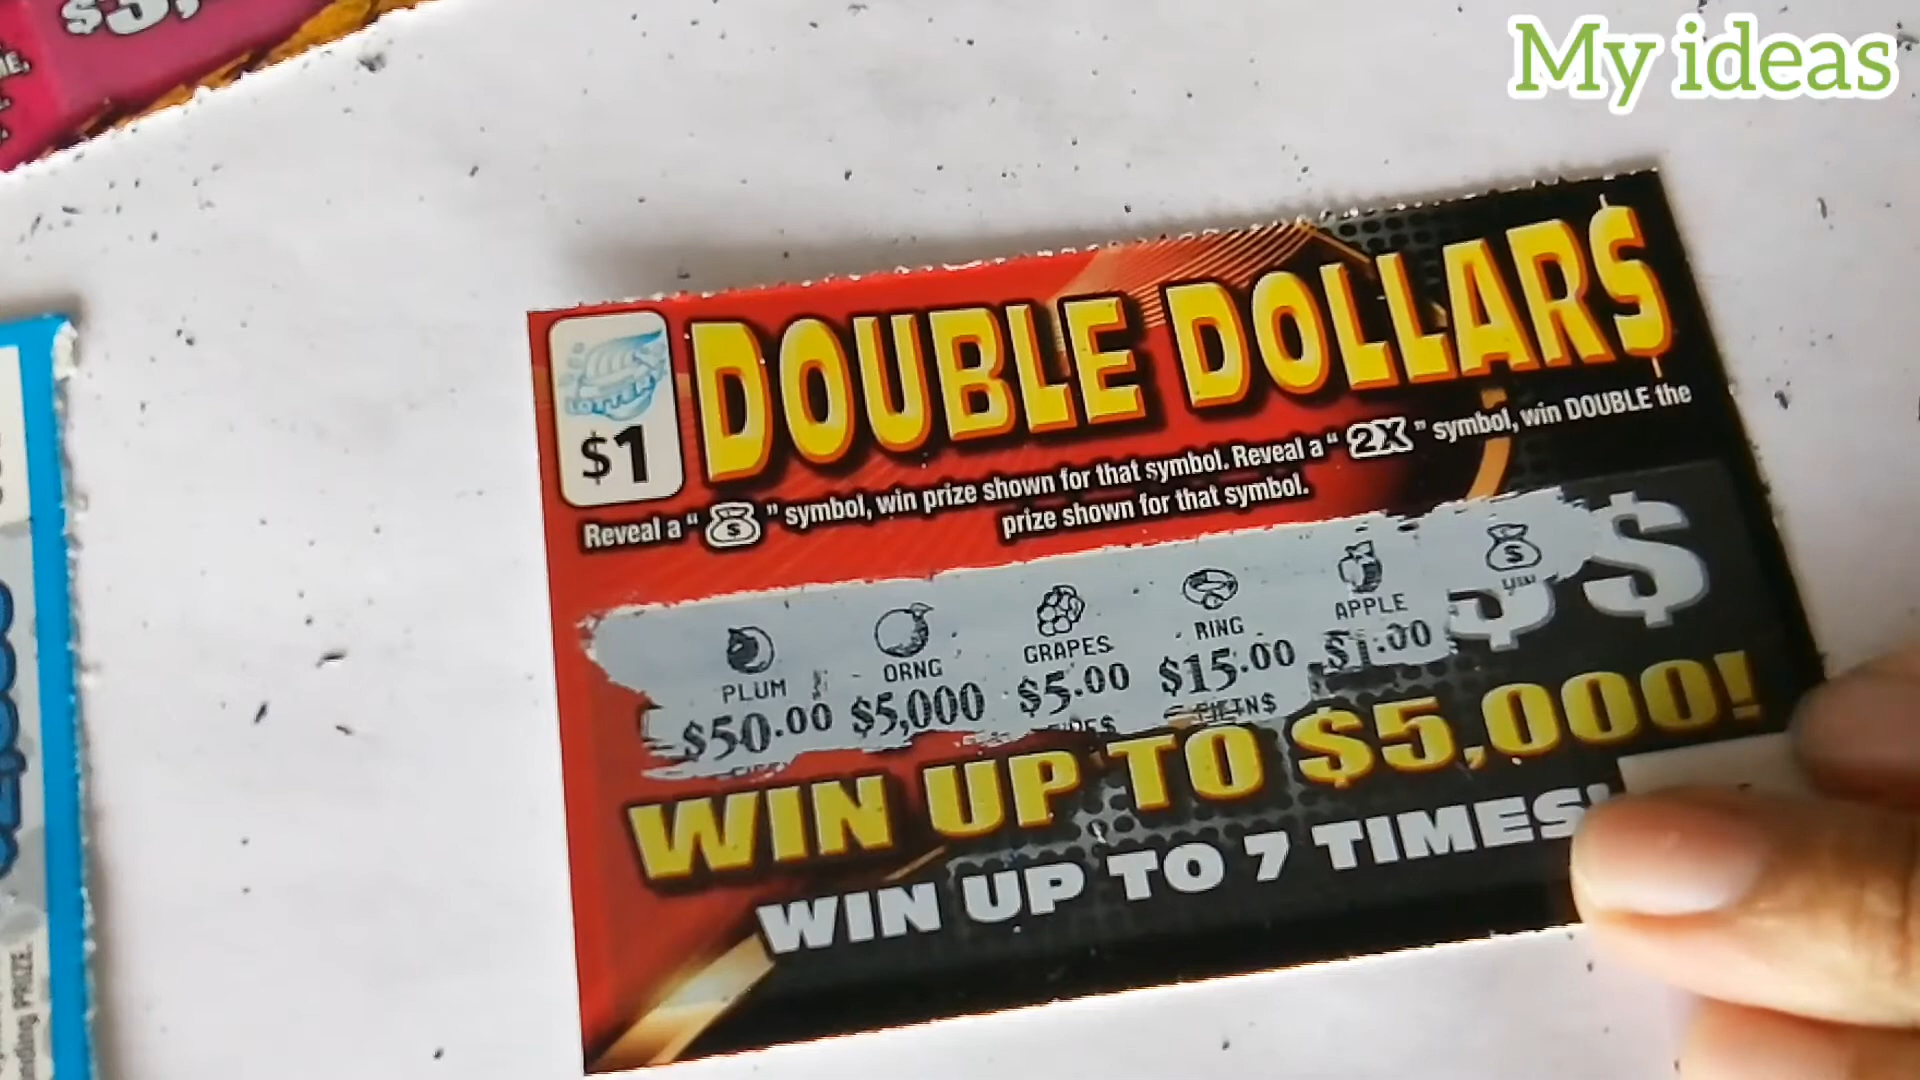 My ideas
$1
DOUBLE DOLLARS
Reveal a " $ " symbol, win prize shown for that symbol. Reveal a " 2X " symbol, win DOUBLE the
prize shown for that symbol.
PLUM ORNG GRAPES RING APPLE
$50.00 $5,000 $5.00 $15.00 $1.00
FIFTN$
WIN UP TO $5,000!
WIN UP TO 7 TIMES!
PRIZE.